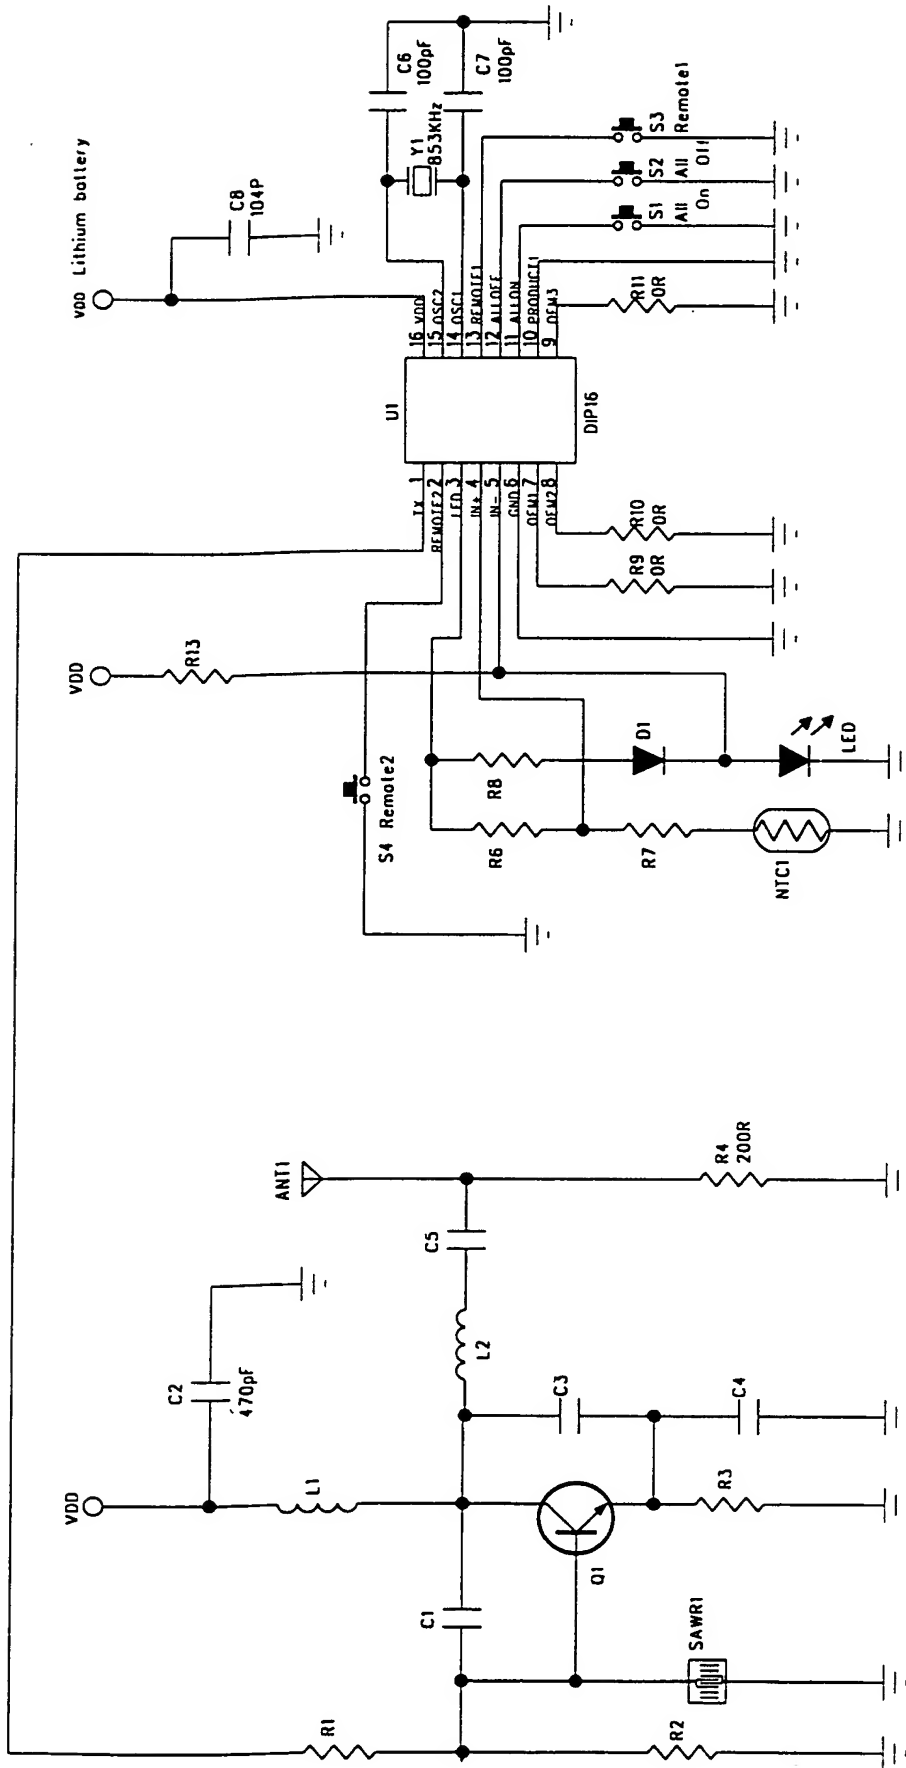 VDD Lithium battery
C8
104P
C6
100pF
C7
100pF
Y1
853KHz
S3
Remote1
S2
All
Off
S1
All
On
R11
0R
16 VDD
15 OSC2
14 OSC1
13 REMOTE1
12 ALLOFF
11 ALLON
10 PRODUCT1
9 OEM3
U1
DIP16
TX 1
REMOTE2 2
LED 3
IN+ 4
IN- 5
GND 6
OEM1 7
OEM2 8
R10
0R
R9
0R
VDD
R13
S4 Remote2
R8
D1
LED
R6
R7
NTC1
ANT1
C5
R4
200R
C2
470pF
L2
C3
C4
VDD
L1
R3
Q1
C1
SAWR1
R1
R2